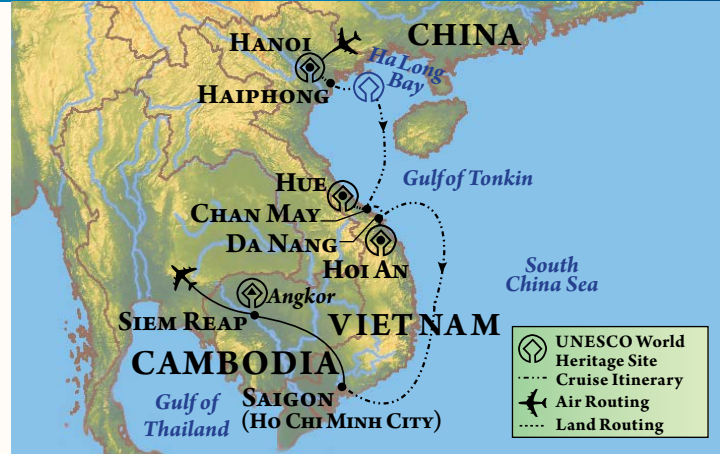 HANOI
CHINA
Ha Long
Bay
HAIPHONG
Gulf of Tonkin
HUE
CHAN MAY
DA NANG
HOI AN
South
China Sea
Angkor
SIEM REAP
VIETNAM
CAMBODIA
SAIGON
(HO CHI MINH CITY)
Gulf of
Thailand
UNESCO World
Heritage Site
Cruise Itinerary
Air Routing
Land Routing